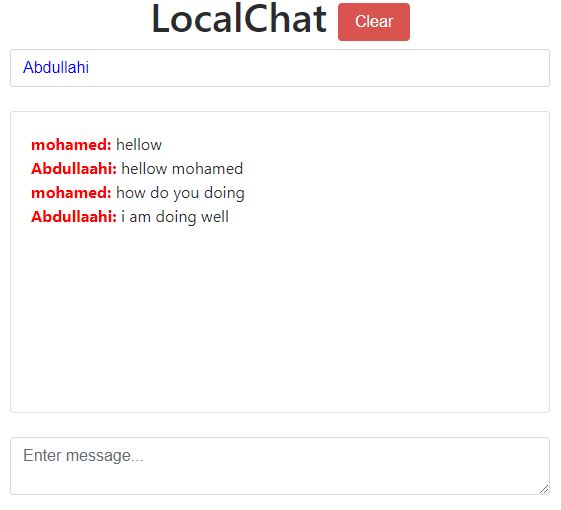 LocalChat Clear
Abdullahi
mohamed: hellow
Abdullaahi: hellow mohamed
mohamed: how do you doing
Abdullaahi: i am doing well
Enter message...